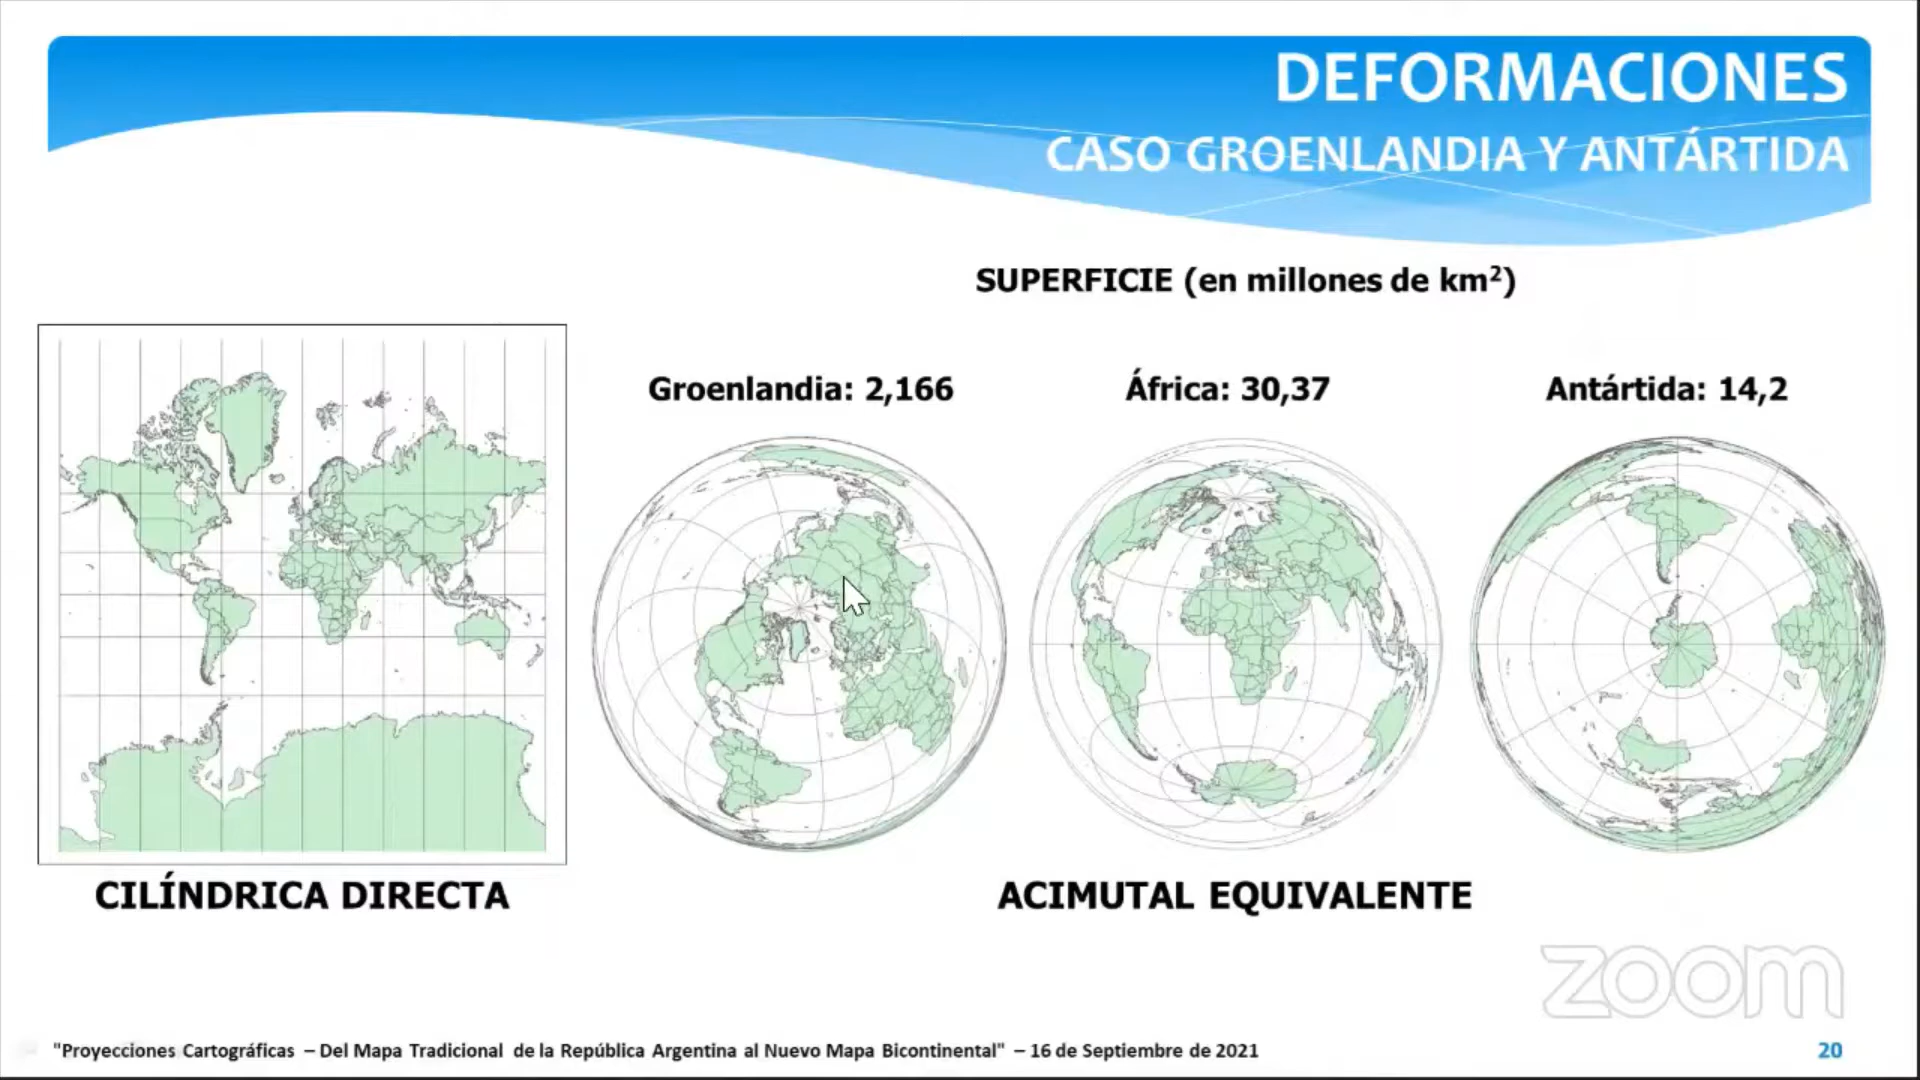 DEFORMACIONES
CASO GROENLANDIA Y ANTÁRTIDA
SUPERFICIE (en millones de km²)
Groenlandia: 2,166
África: 30,37
Antártida: 14,2
CILÍNDRICA DIRECTA
ACIMUTAL EQUIVALENTE
zoom
"Proyecciones Cartográficas – Del Mapa Tradicional de la República Argentina al Nuevo Mapa Bicontinental" – 16 de Septiembre de 2021
20